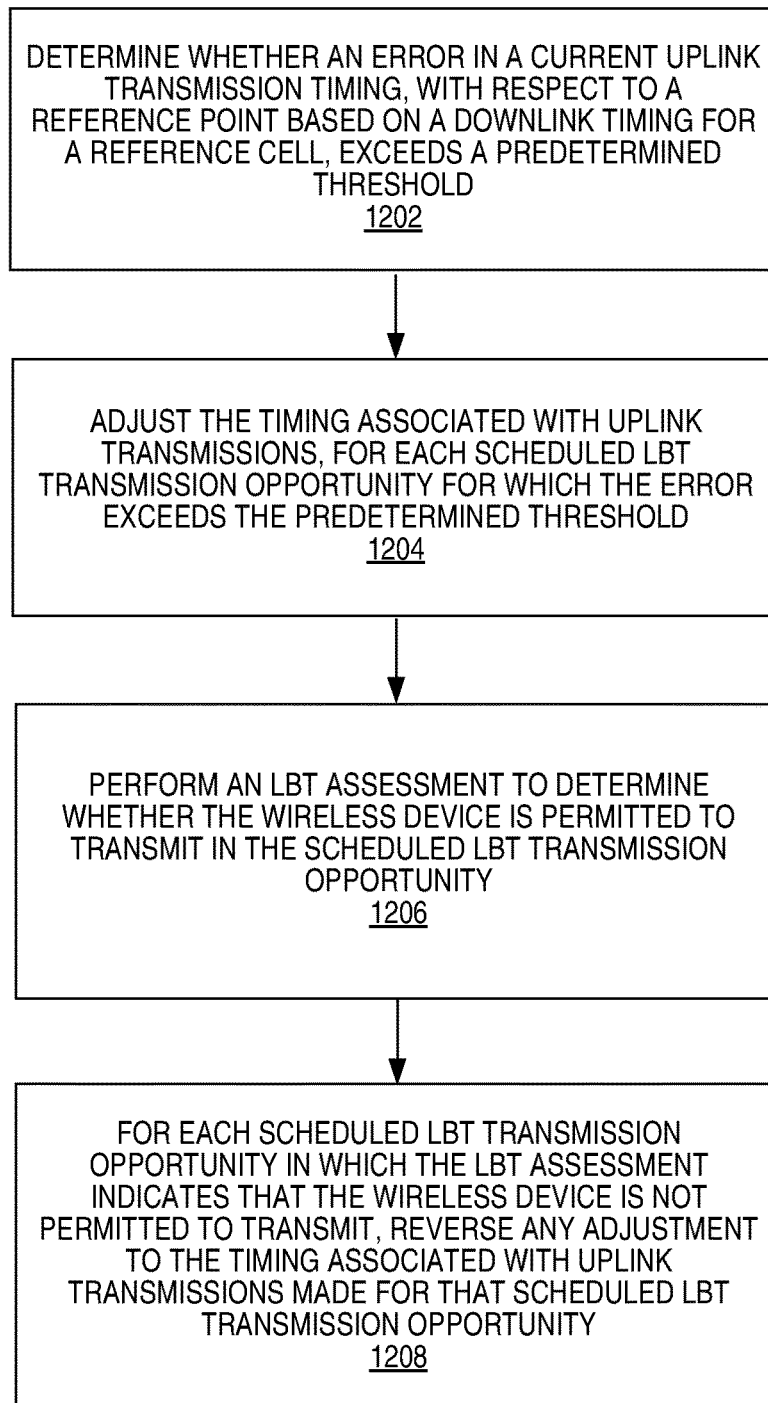 DETERMINE WHETHER AN ERROR IN A CURRENT UPLINK
TRANSMISSION TIMING, WITH RESPECT TO A
REFERENCE POINT BASED ON A DOWNLINK TIMING FOR
A REFERENCE CELL, EXCEEDS A PREDETERMINED
THRESHOLD
1202
ADJUST THE TIMING ASSOCIATED WITH UPLINK
TRANSMISSIONS, FOR EACH SCHEDULED LBT
TRANSMISSION OPPORTUNITY FOR WHICH THE ERROR
EXCEEDS THE PREDETERMINED THRESHOLD
1204
PERFORM AN LBT ASSESSMENT TO DETERMINE
WHETHER THE WIRELESS DEVICE IS PERMITTED TO
TRANSMIT IN THE SCHEDULED LBT TRANSMISSION
OPPORTUNITY
1206
FOR EACH SCHEDULED LBT TRANSMISSION
OPPORTUNITY IN WHICH THE LBT ASSESSMENT
INDICATES THAT THE WIRELESS DEVICE IS NOT
PERMITTED TO TRANSMIT, REVERSE ANY ADJUSTMENT
TO THE TIMING ASSOCIATED WITH UPLINK
TRANSMISSIONS MADE FOR THAT SCHEDULED LBT
TRANSMISSION OPPORTUNITY
1208